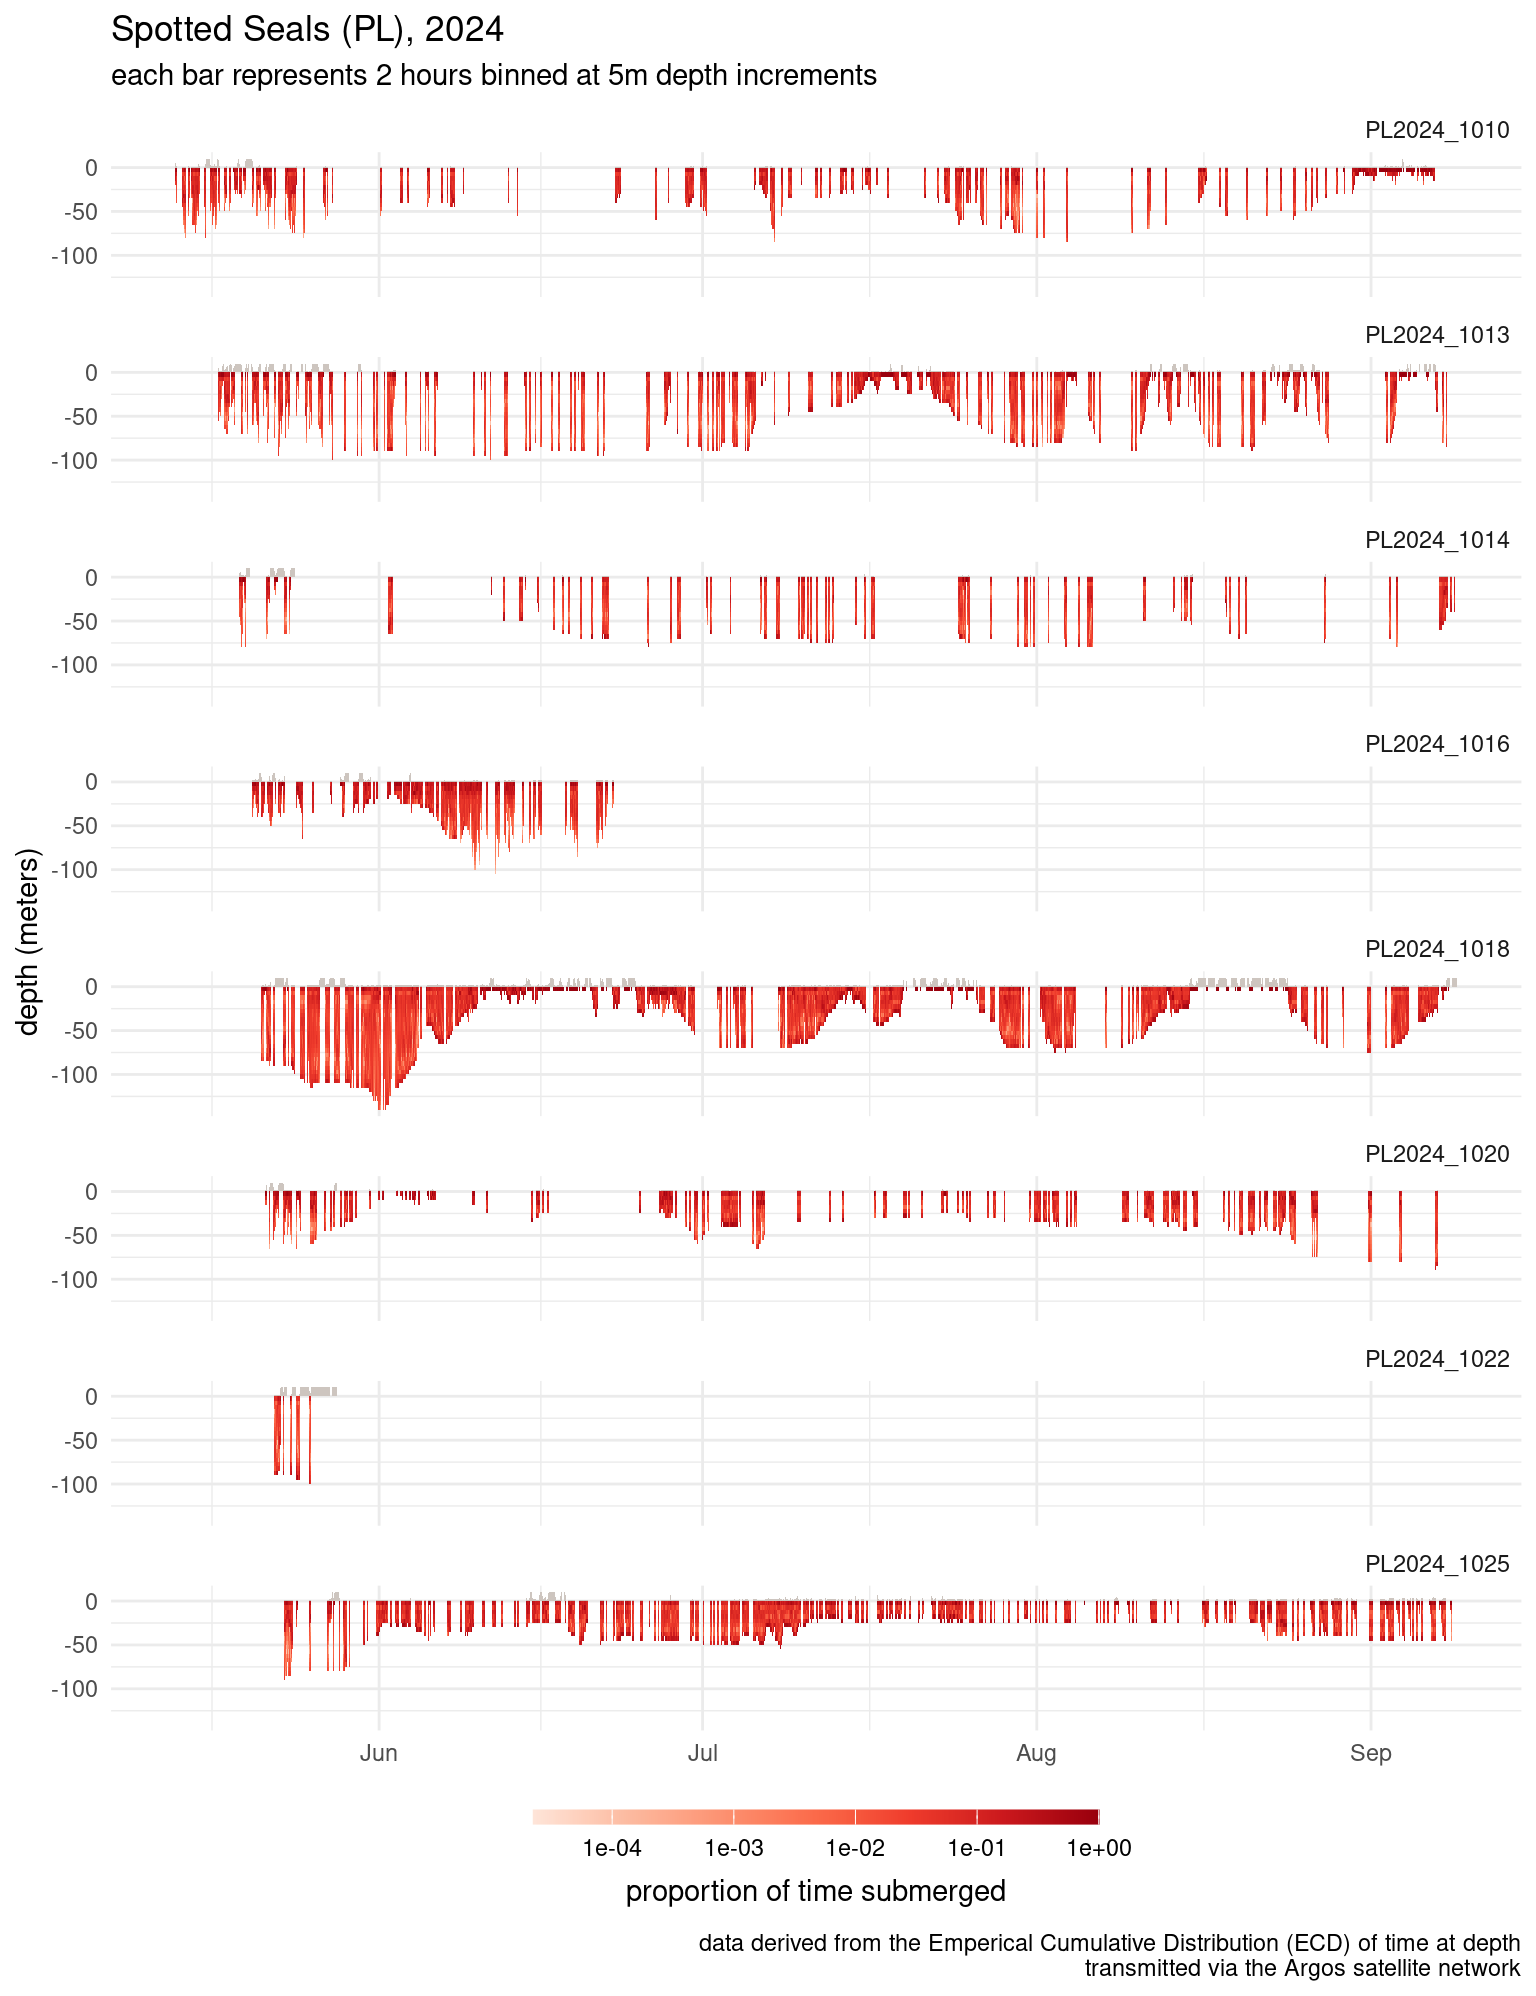 Spotted Seals (PL), 2024
each bar represents 2 hours binned at 5m depth increments
PL2024_1010
0
-50
-100
PL2024_1013
0
-50
-100
PL2024_1014
0
-50
-100
PL2024_1016
0
-50
-100
depth (meters)
PL2024_1018
0
-50
-100
PL2024_1020
0
-50
-100
PL2024_1022
0
-50
-100
PL2024_1025
0
-50
-100
Jun Jul Aug Sep
1e-04 1e-03 1e-02 1e-01 1e+00
proportion of time submerged
data derived from the Emperical Cumulative Distribution (ECD) of time at depth
transmitted via the Argos satellite network